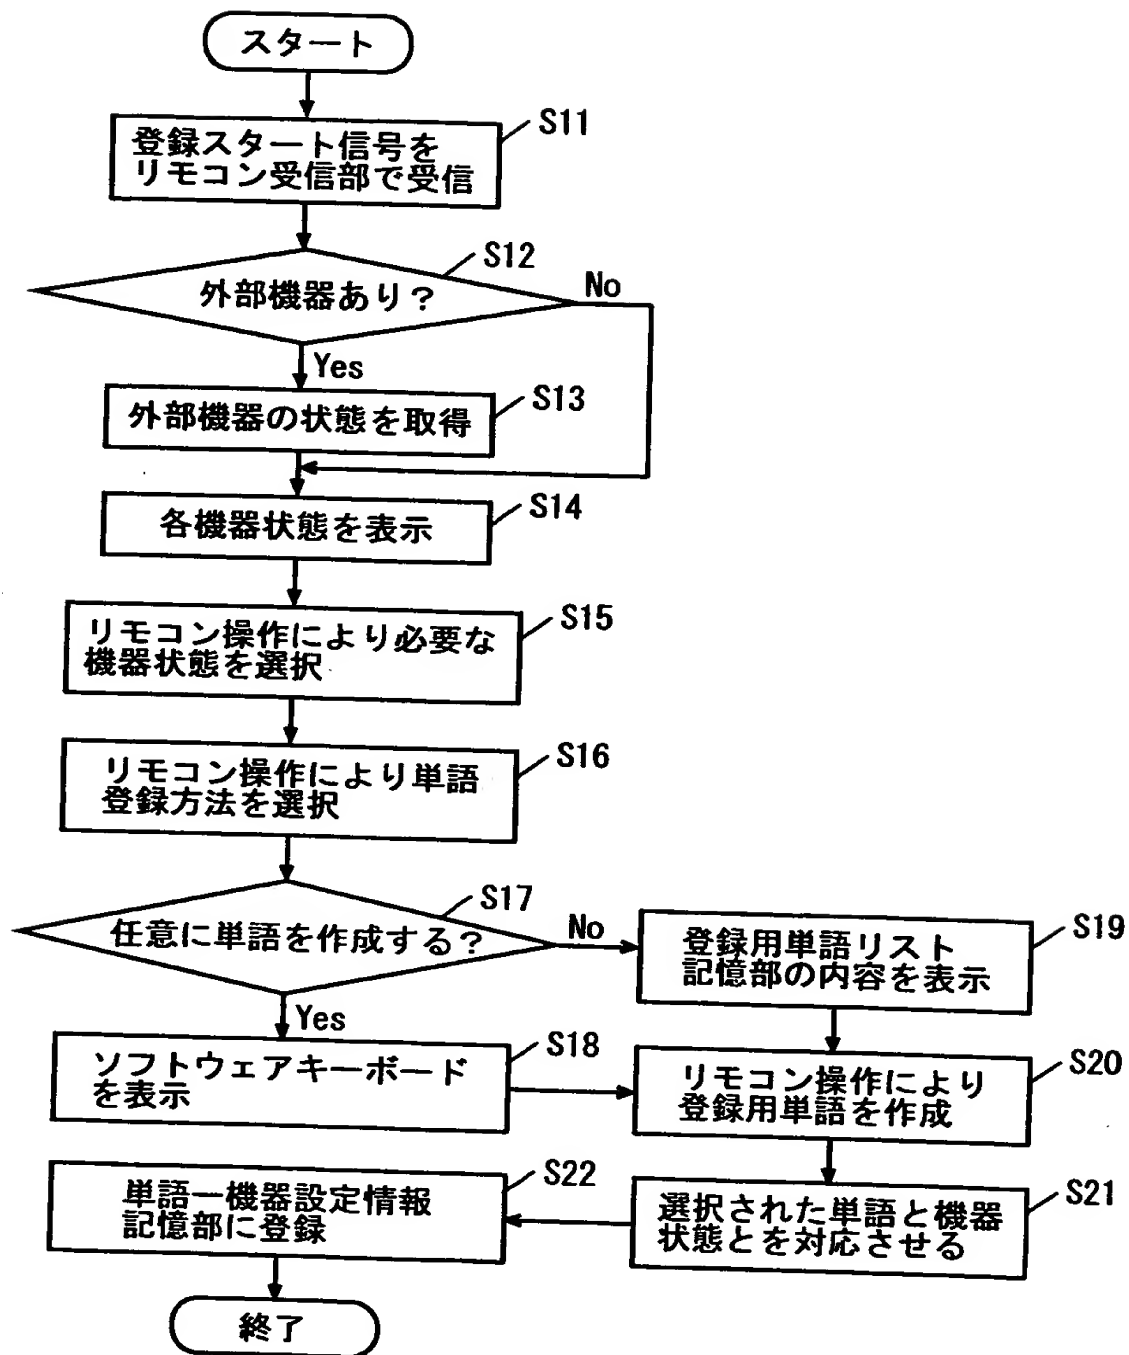 スタート
S11
登録スタート信号を
リモコン受信部で受信
S12
外部機器あり？
No
Yes
S13
外部機器の状態を取得
S14
各機器状態を表示
S15
リモコン操作により必要な
機器状態を選択
S16
リモコン操作により単語
登録方法を選択
S17
任意に単語を作成する？
No
Yes
S19
登録用単語リスト
記憶部の内容を表示
S18
ソフトウェアキーボード
を表示
S20
リモコン操作により
登録用単語を作成
S21
選択された単語と機器
状態とを対応させる
S22
単語ー機器設定情報
記憶部に登録
終了